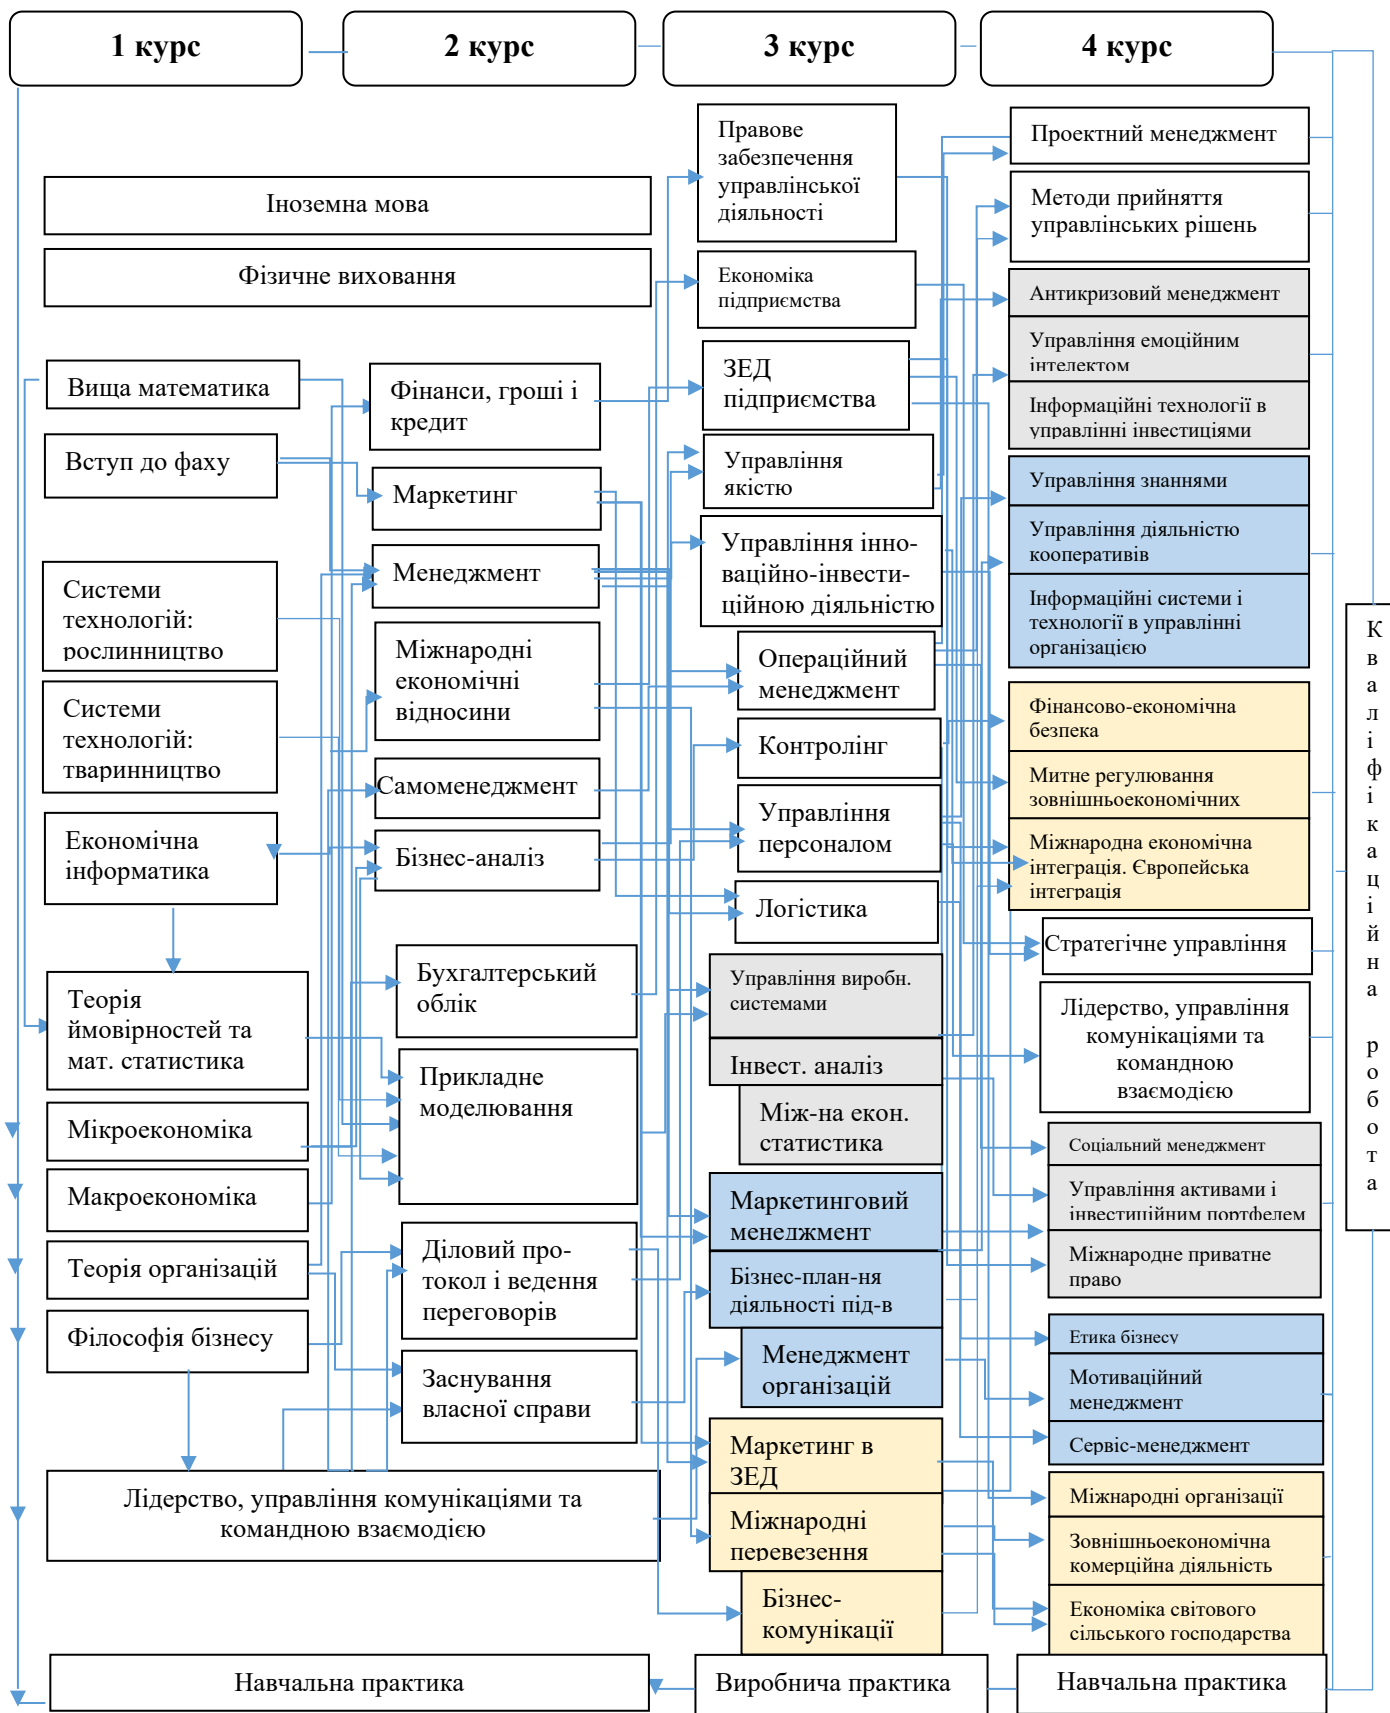 1 курс
2 курс
3 курс
4 курс
Іноземна мова
Фізичне виховання
Вища математика
Вступ до фаху
Системи
технологій:
рослинництво
Системи
технологій:
тваринництво
Економічна
інформатика
Теорія
ймовірностей та
мат. статистика
Мікроекономіка
Макроекономіка
Теорія організацій
Філософія бізнесу
Лідерство, управління комунікаціями та
командною взаємодією
Навчальна практика
Фінанси, гроші і
кредит
Маркетинг
Менеджмент
Міжнародні
економічні
відносини
Самоменеджмент
Бізнес-аналіз
Бухгалтерський
облік
Прикладне
моделювання
Діловий про-
токол і ведення
переговорів
Заснування
власної справи
Правове
забезпечення
управлінської
діяльності
Економіка
підприємства
ЗЕД
підприємства
Управління
якістю
Управління інно-
ваційно-інвести-
ційною діяльністю
Операційний
менеджмент
Контролінг
Управління
персоналом
Логістика
Управління виробн.
системами
Інвест. аналіз
Між-на екон.
статистика
Маркетинговий
менеджмент
Бізнес-план-ня
діяльності під-в
Менеджмент
організацій
Маркетинг в
ЗЕД
Міжнародні
перевезення
Бізнес-
комунікації
Виробнича практика
Проектний менеджмент
Методи прийняття
управлінських рішень
Антикризовий менеджмент
Управління емоційним
інтелектом
Інформаційні технології в
управлінні інвестиціями
Управління знаннями
Управління діяльністю
кооперативів
Інформаційні системи і
технології в управлінні
організацією
Фінансово-економічна
безпека
Митне регулювання
зовнішньоекономічних
Міжнародна економічна
інтеграція. Європейська
інтеграція
Стратегічне управління
Лідерство, управління
комунікаціями та
командною
взаємодією
Соціальний менеджмент
Управління активами і
інвестиційним портфелем
Міжнародне приватне
право
Етика бізнесу
Мотиваційний
менеджмент
Сервіс-менеджмент
Міжнародні організації
Зовнішньоекономічна
комерційна діяльність
Економіка світового
сільського господарства
Навчальна практика
Кваліфікаційна робота